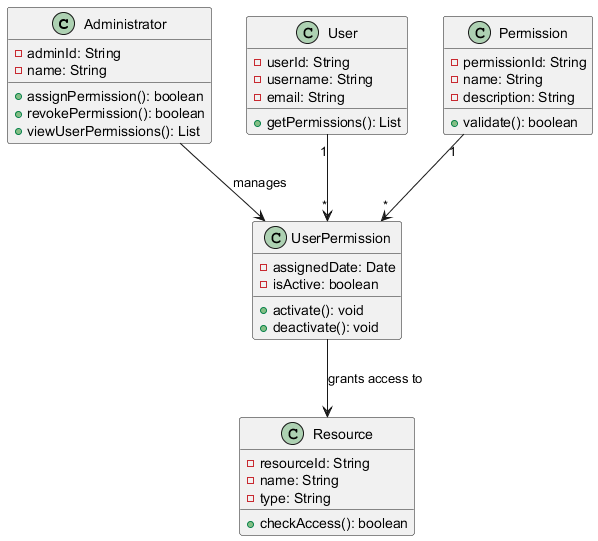 C Administrator
adminId: String
name: String
assignPermission(): boolean
revokePermission(): boolean
viewUserPermissions(): List
C User
userId: String
username: String
email: String
getPermissions(): List
C Permission
permissionId: String
name: String
description: String
validate(): boolean
manages
1
*
1
*
C UserPermission
assignedDate: Date
isActive: boolean
activate(): void
deactivate(): void
grants access to
C Resource
resourceId: String
name: String
type: String
checkAccess(): boolean